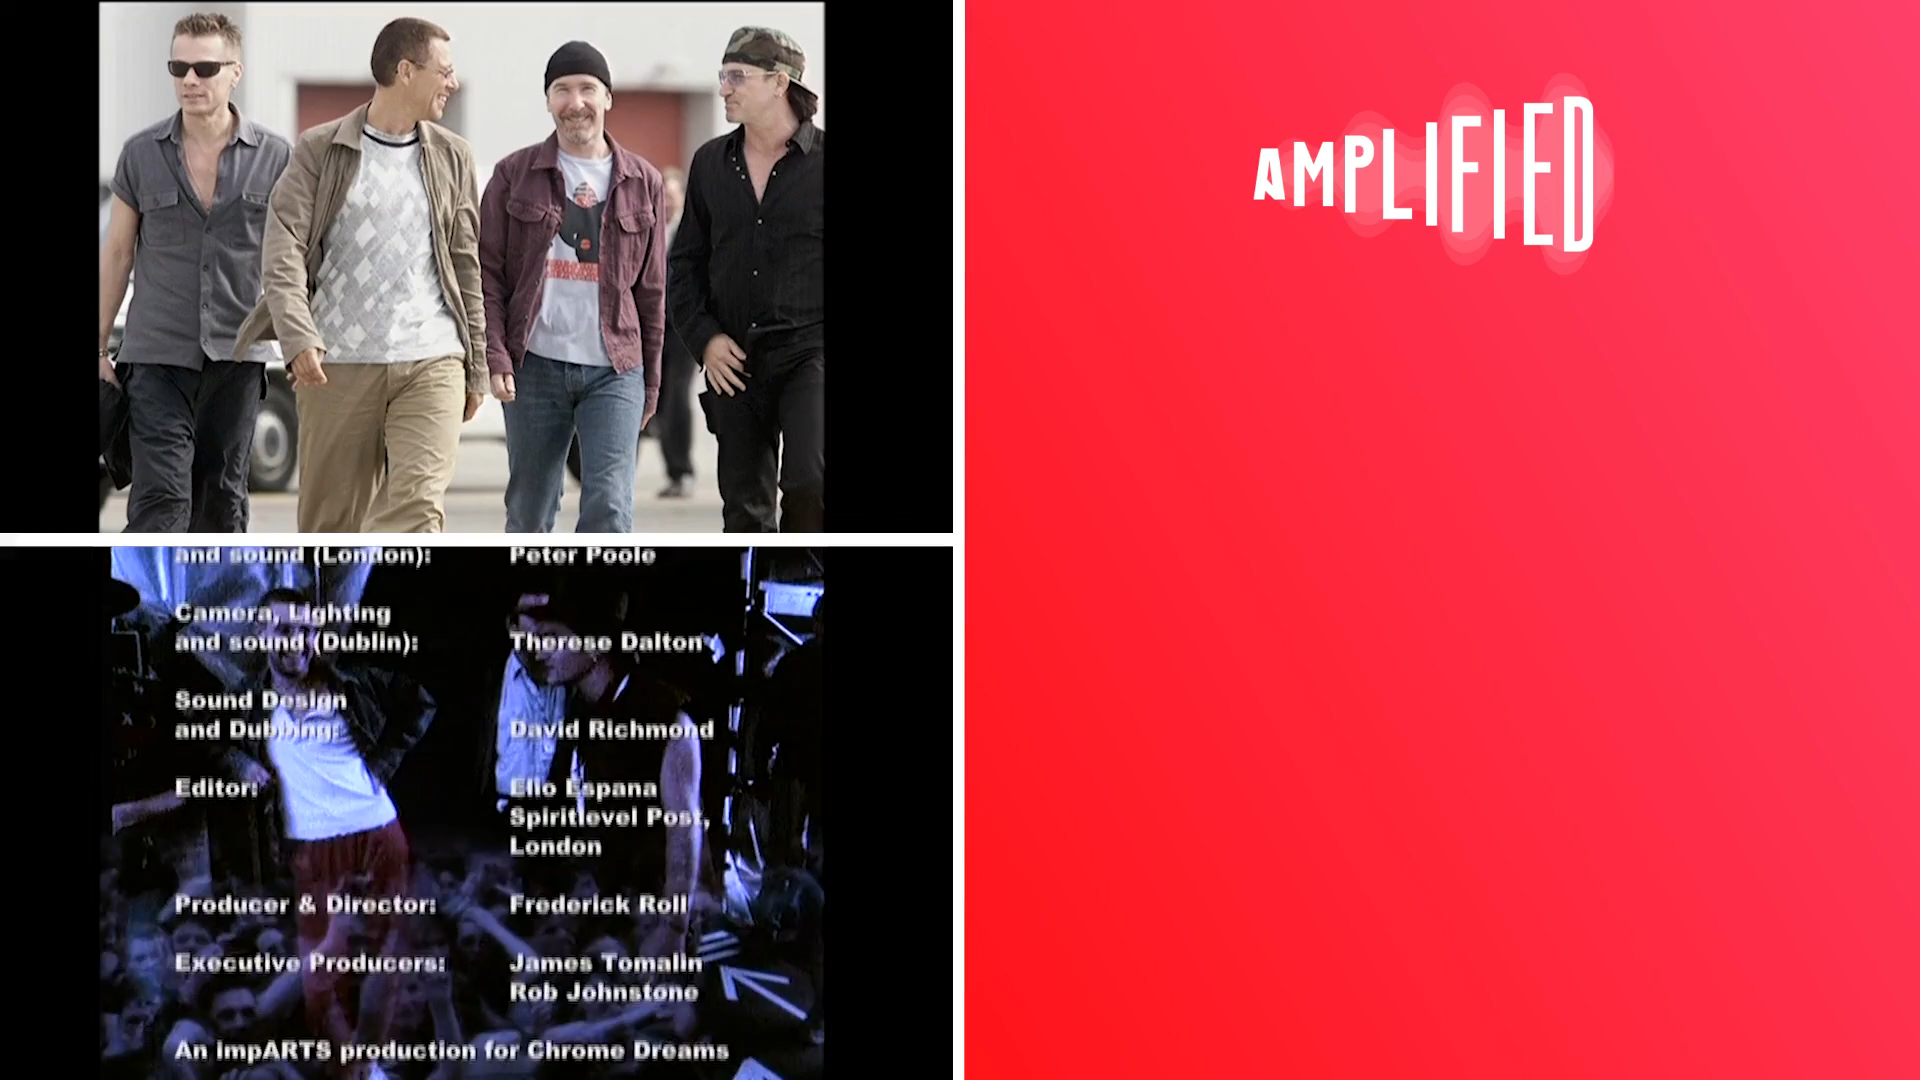 AMPLIFIED
and sound (London): Peter Poole
Camera, Lighting
and sound (Dublin): Therese Dalton
Sound Design
and Dubbing: David Richmond
Editor: Elio Espana
Spiritlevel Post,
London
Producer & Director: Frederick Roll
Executive Producers: James Tomalin
Rob Johnstone
An impARTS production for Chrome Dreams